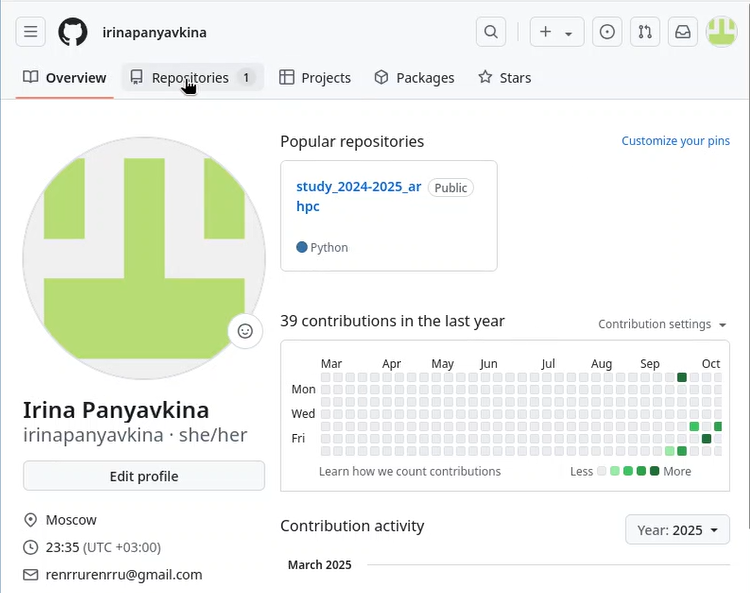 irinapanyavkina
Overview
Repositories 1
Projects
Packages
Stars
Popular repositories
Customize your pins
study_2024-2025_ar
hpc
Public
Python
39 contributions in the last year
Contribution settings
Mar Apr May Jun Jul Aug Sep Oct
Mon
Wed
Fri
Learn how we count contributions
Less More
Irina Panyavkina
irinapanyavkina · she/her
Edit profile
Moscow
23:35 (UTC +03:00)
renrrurenrru@gmail.com
Contribution activity
Year: 2025
March 2025